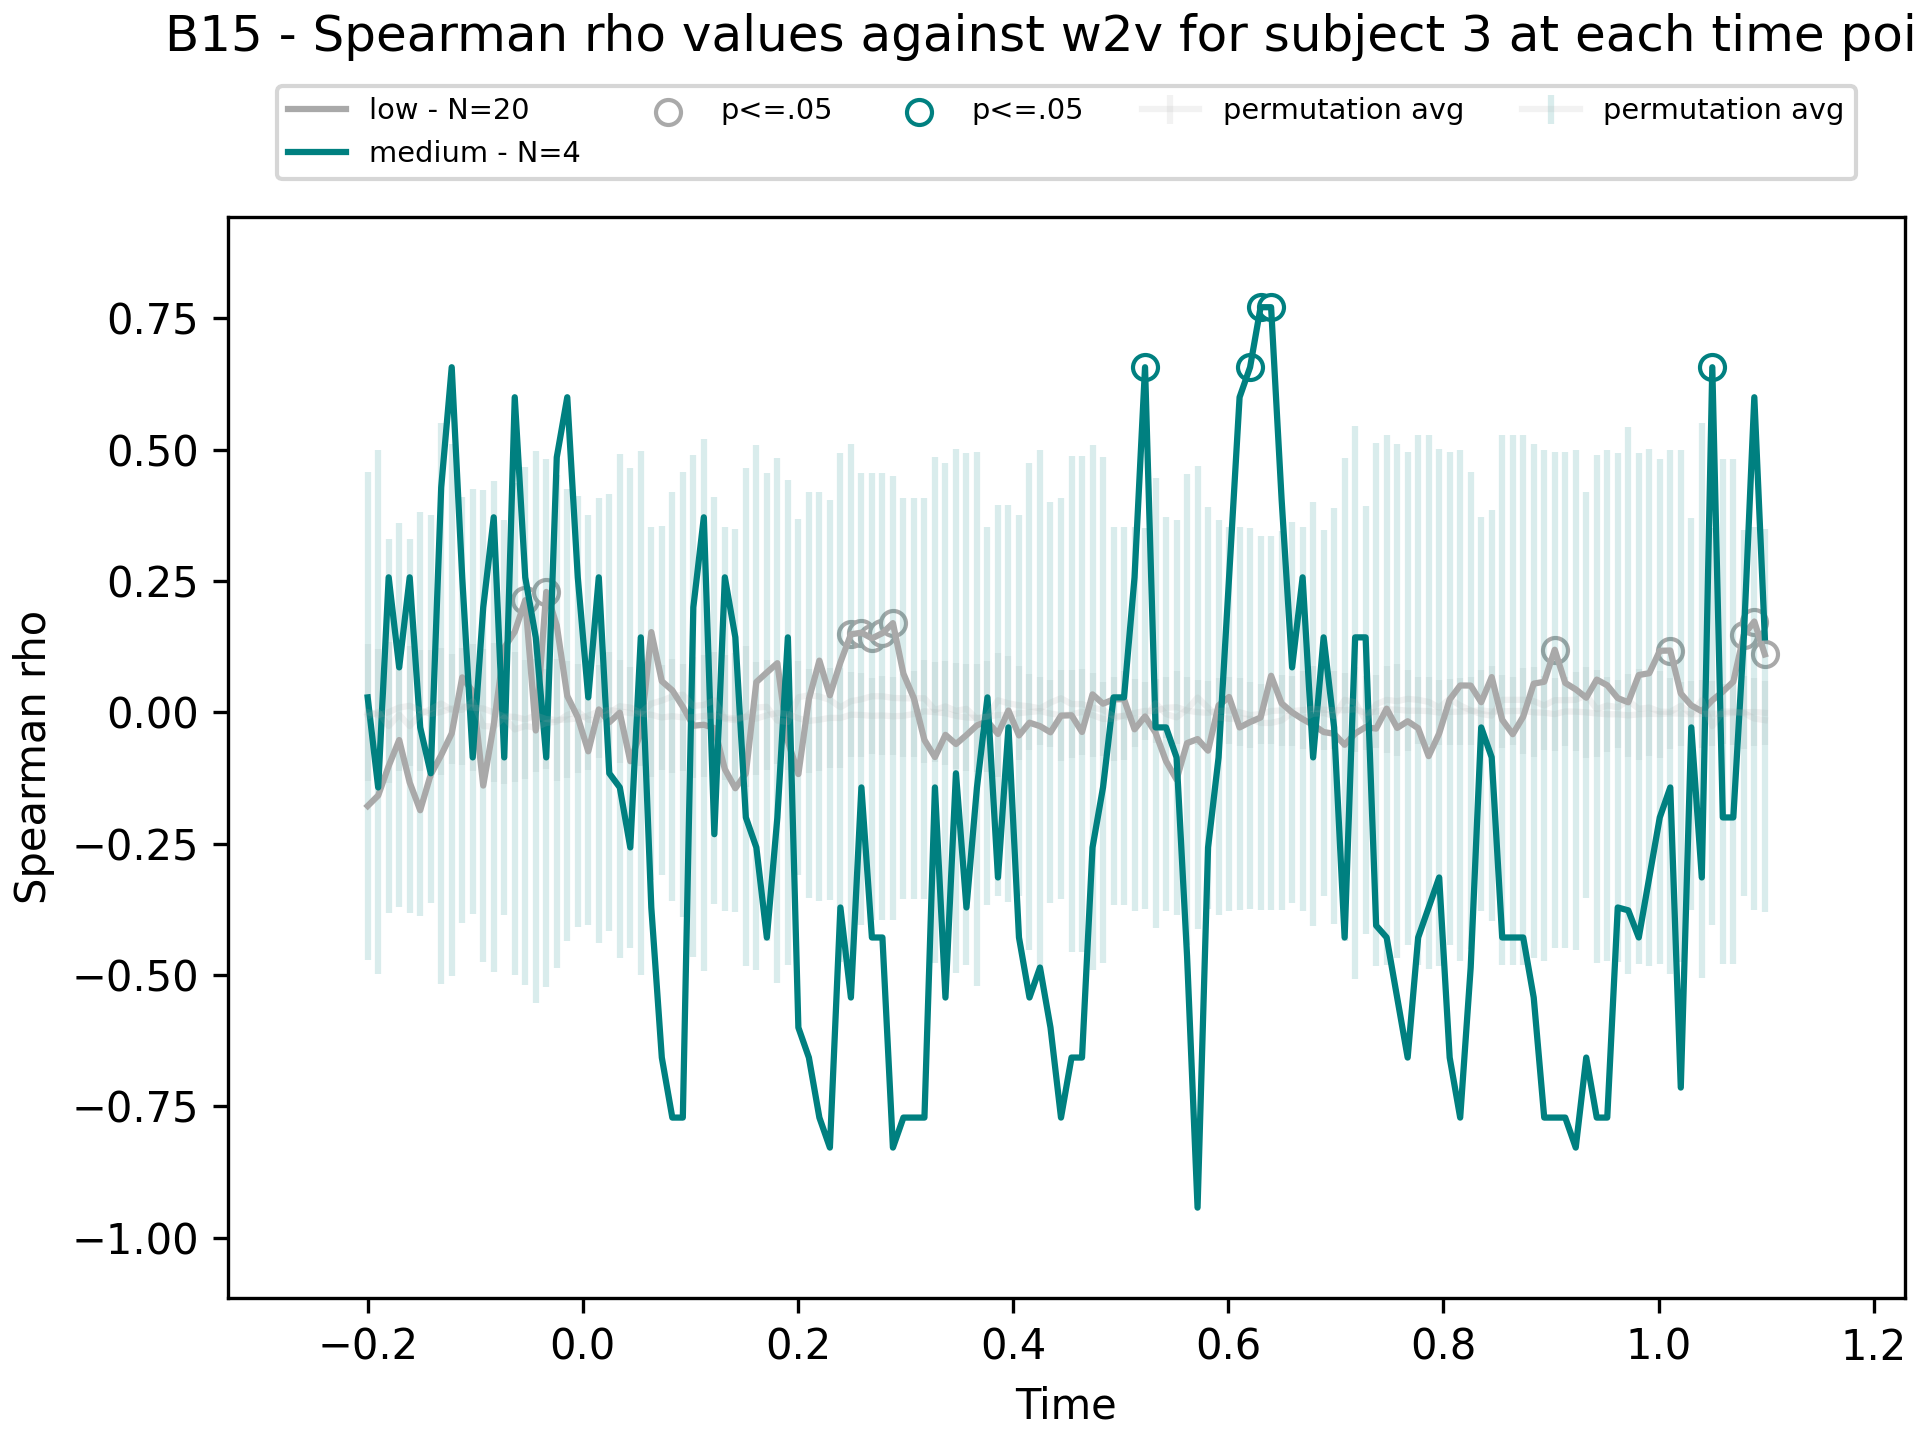 B15 - Spearman rho values against w2v for subject 3 at each time poi
low - N=20
medium - N=4
p<=.05
p<=.05
permutation avg
permutation avg
Spearman rho
0.75
0.50
0.25
0.00
−0.25
−0.50
−0.75
−1.00
−0.2
0.0
0.2
0.4
0.6
0.8
1.0
1.2
Time